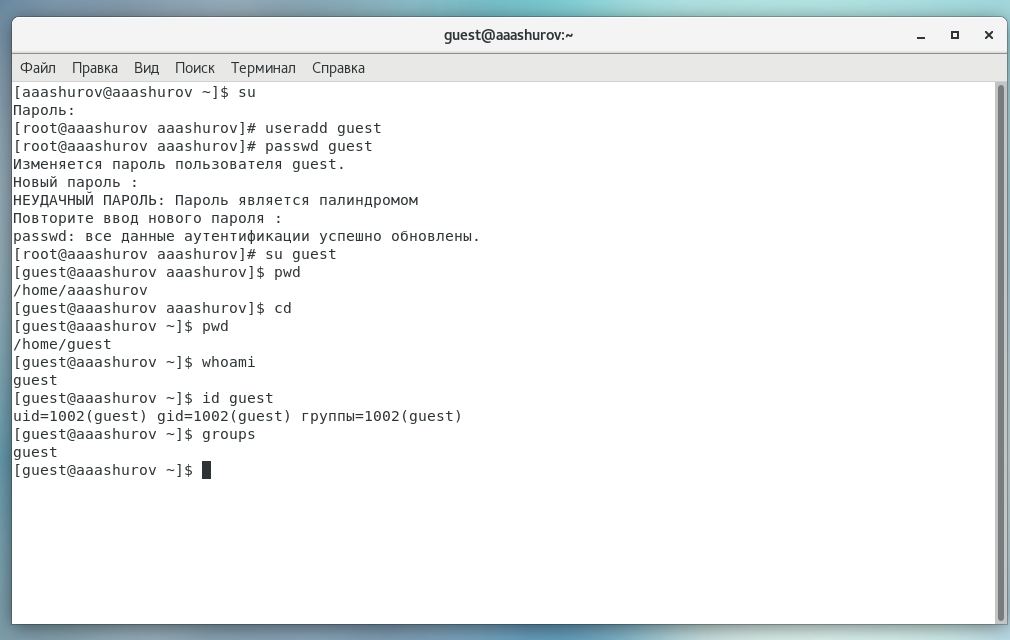 guest@aaashurov:~
Файл Правка Вид Поиск Терминал Справка
[aaashurov@aaashurov ~]$ su
Пароль:
[root@aaashurov aaashurov]# useradd guest
[root@aaashurov aaashurov]# passwd guest
Изменяется пароль пользователя guest.
Новый пароль :
НЕУДАЧНЫЙ ПАРОЛЬ: Пароль является палиндромом
Повторите ввод нового пароля :
passwd: все данные аутентификации успешно обновлены.
[root@aaashurov aaashurov]# su guest
[guest@aaashurov aaashurov]$ pwd
/home/aaashurov
[guest@aaashurov aaashurov]$ cd
[guest@aaashurov ~]$ pwd
/home/guest
[guest@aaashurov ~]$ whoami
guest
[guest@aaashurov ~]$ id guest
uid=1002(guest) gid=1002(guest) группы=1002(guest)
[guest@aaashurov ~]$ groups
guest
[guest@aaashurov ~]$